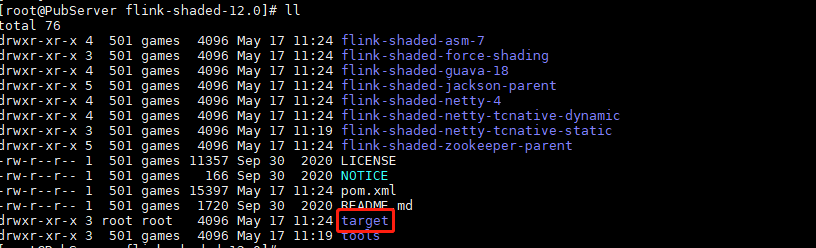 [root@PubServer flink-shaded-12.0]# ll
total 76
drwxr-xr-x 4  501 games  4096 May 17 11:24 flink-shaded-asm-7
drwxr-xr-x 3  501 games  4096 May 17 11:24 flink-shaded-force-shading
drwxr-xr-x 4  501 games  4096 May 17 11:24 flink-shaded-guava-18
drwxr-xr-x 5  501 games  4096 May 17 11:24 flink-shaded-jackson-parent
drwxr-xr-x 4  501 games  4096 May 17 11:24 flink-shaded-netty-4
drwxr-xr-x 4  501 games  4096 May 17 11:24 flink-shaded-netty-tcnative-dynamic
drwxr-xr-x 3  501 games  4096 May 17 11:19 flink-shaded-netty-tcnative-static
drwxr-xr-x 5  501 games  4096 May 17 11:24 flink-shaded-zookeeper-parent
-rw-r--r-- 1  501 games 11357 Sep 30  2020 LICENSE
-rw-r--r-- 1  501 games   166 Sep 30  2020 NOTICE
-rw-r--r-- 1  501 games 15397 May 17 11:24 pom.xml
-rw-r--r-- 1  501 games  1720 Sep 30  2020 README.md
drwxr-xr-x 3 root root   4096 May 17 11:24 target
drwxr-xr-x 3  501 games  4096 May 17 11:19 tools
[root@PubServer flink-shaded-12.0]#